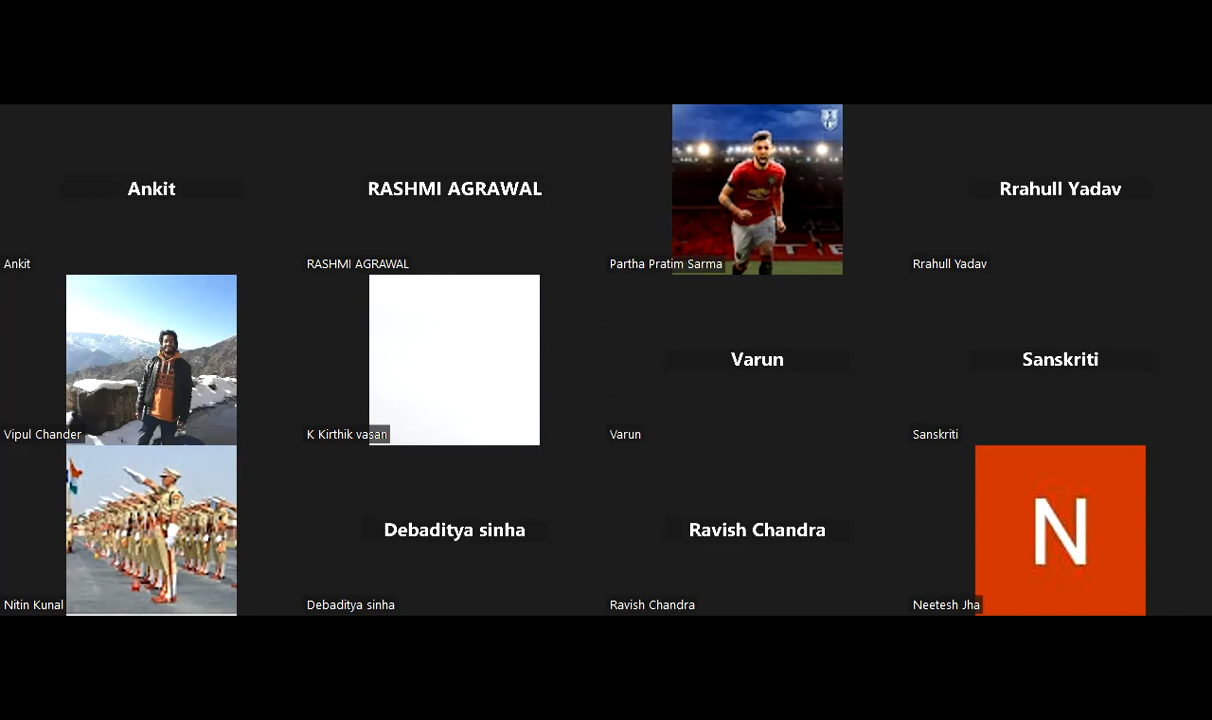 Ankit
RASHMI AGRAWAL
Rrahull Yadav
Ankit
RASHMI AGRAWAL
Partha Pratim Sarma
Rrahull Yadav
Varun
Sanskriti
Vipul Chander
K Kirthik vasan
Varun
Sanskriti
Debaditya sinha
Ravish Chandra
N
Nitin Kunal
Debaditya sinha
Ravish Chandra
Neetesh Jha